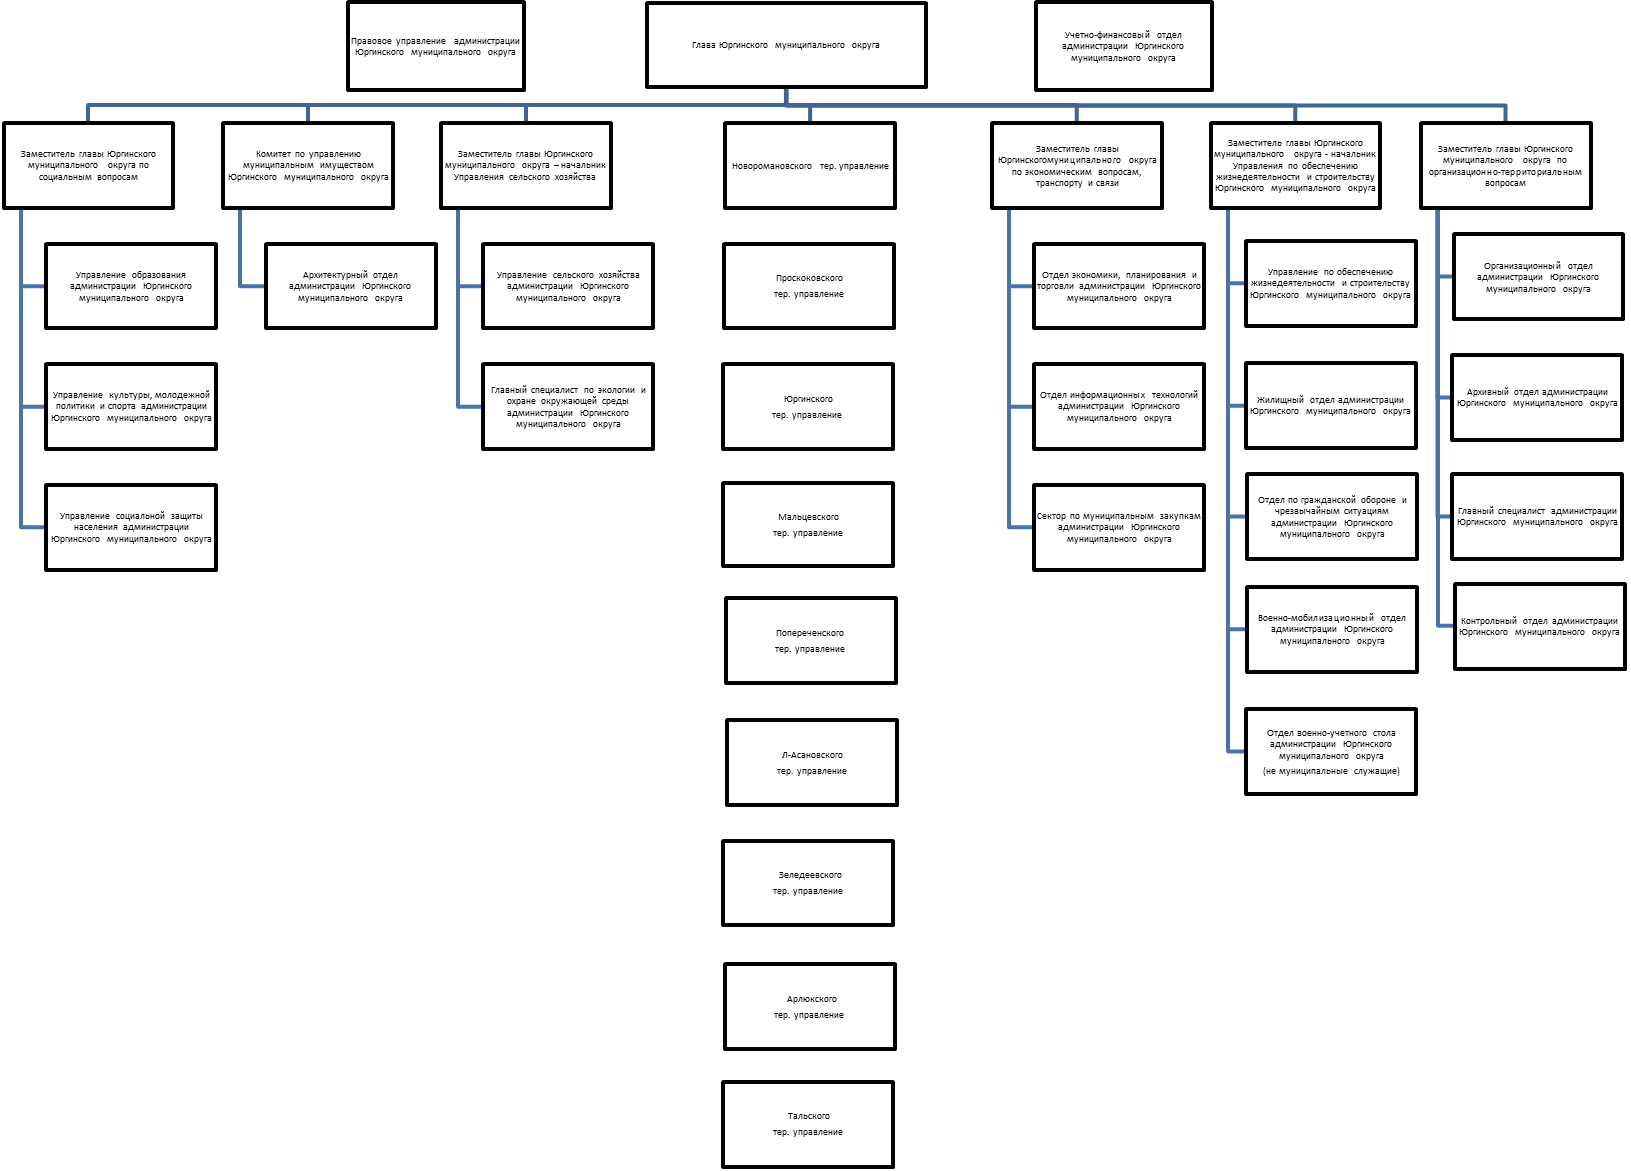 Правовое управление администрации
Юргинского муниципального округа
Глава Юргинского муниципального округа
Учетно-финансовый отдел
администрации Юргинского
муниципального округа
Заместитель главы Юргинского
муниципального округа по
социальным вопросам
Комитет по управлению
муниципальным имуществом
Юргинского муниципального округа
Заместитель главы Юргинского
муниципального округа – начальник
Управления сельского хозяйства
Новоромановского тер. управление
Заместитель главы
Юргинскогомуниципального округа
по экономическим вопросам,
транспорту и связи
Заместитель главы Юргинского
муниципального округа - начальник
Управления по обеспечению
жизнедеятельности и строительству
Юргинского муниципального округа
Заместитель главы Юргинского
муниципального округа по
организационно-территориальным
вопросам
Управление образования
администрации Юргинского
муниципального округа
Управление культуры, молодежной
политики и спорта администрации
Юргинского муниципального округа
Управление социальной защиты
населения администрации
Юргинского муниципального округа
Архитектурный отдел
администрации Юргинского
муниципального округа
Управление сельского хозяйства
администрации Юргинского
муниципального округа
Главный специалист по экологии и
охране окружающей среды
администрации Юргинского
муниципального округа
Проскоковского
тер. управление
Юргинского
тер. управление
Мальцевского
тер. управление
Попереченского
тер. управление
Л-Асановского
тер. управление
Зеледеевского
тер. управление
Арлюкского
тер. управление
Тальского
тер. управление
Отдел экономики, планирования и
торговли администрации Юргинского
муниципального округа
Отдел информационных технологий
администрации Юргинского
муниципального округа
Сектор по муниципальным закупкам
администрации Юргинского
муниципального округа
Управление по обеспечению
жизнедеятельности и строительству
Юргинского муниципального округа
Жилищный отдел администрации
Юргинского муниципального округа
Отдел по гражданской обороне и
чрезвычайным ситуациям
администрации Юргинского
муниципального округа
Военно-мобилизационный отдел
администрации Юргинского
муниципального округа
Отдел военно-учетного стола
администрации Юргинского
муниципального округа
(не муниципальные служащие)
Организационный отдел
администрации Юргинского
муниципального округа
Архивный отдел администрации
Юргинского муниципального округа
Главный специалист администрации
Юргинского муниципального округа
Контрольный отдел администрации
Юргинского муниципального округа